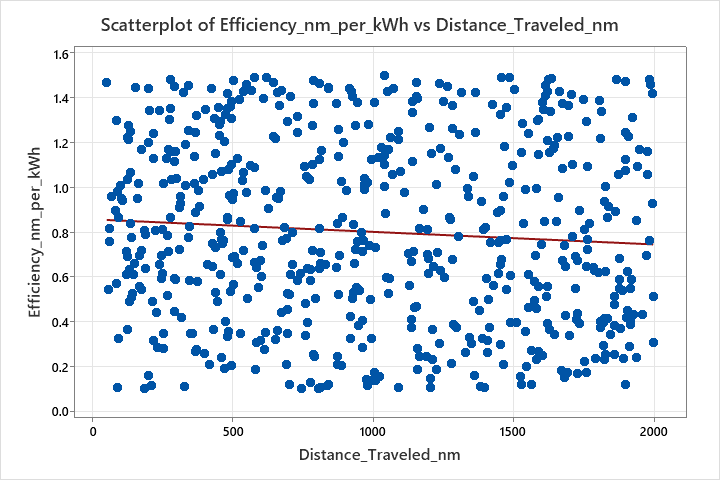 Scatterplot of Efficiency_nm_per_kWh vs Distance_Traveled_nm
1.6
1.4
1.2
1.0
0.8
0.6
0.4
0.2
0.0
Efficiency_nm_per_kWh
0 500 1000 1500 2000
Distance_Traveled_nm